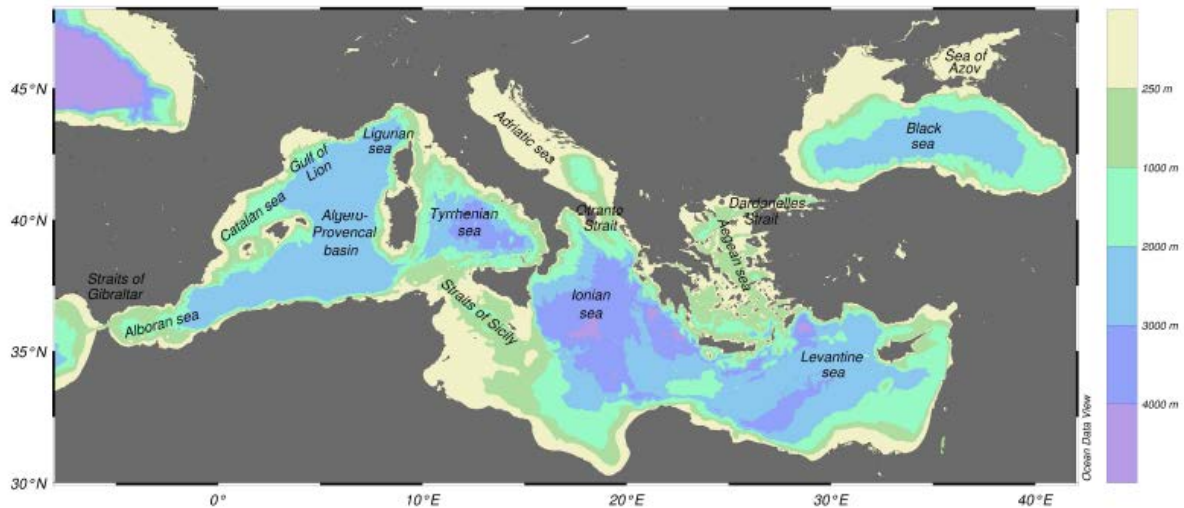 45°N
40°N
35°N
30°N
0°
10°E
20°E
30°E
40°E
Sea of
Azov
Black
sea
Ligurian
sea
Gulf of
Lion
Adriatic sea
Catalan sea
Algero-
Provencal
basin
Tyrrhenian
sea
Otranto
Strait
Dardanelles
Strait
Aegean sea
Straits of
Gibraltar
Alboran sea
Straits of Sicily
Ionian
sea
Levantine
sea
Ocean Data View
250 m
1000 m
2000 m
3000 m
4000 m